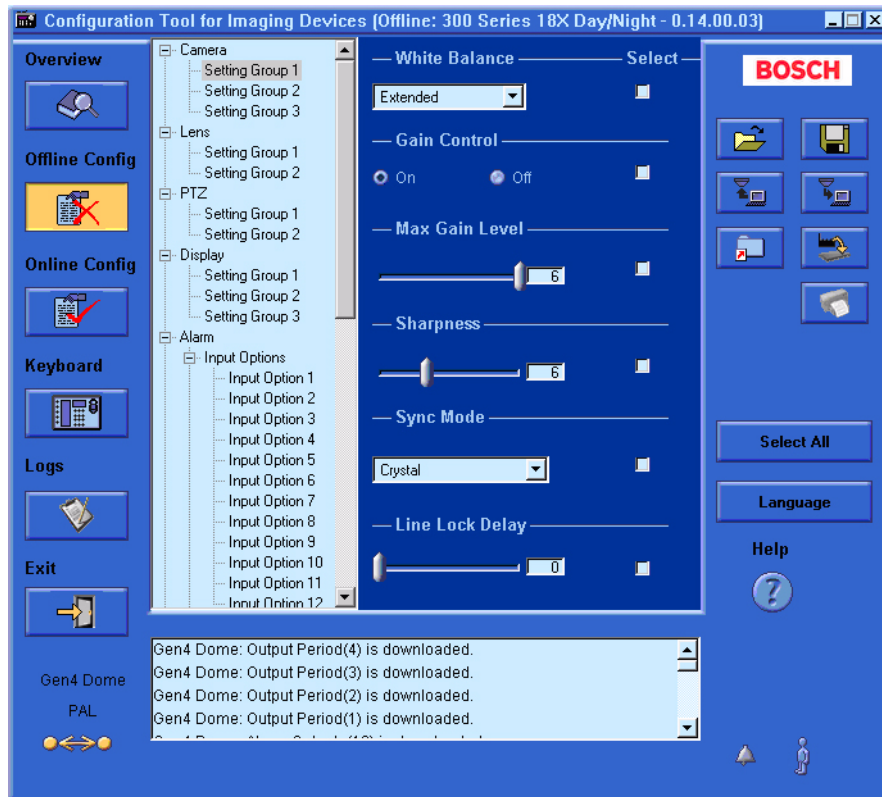 Configuration Tool for Imaging Devices (Offline: 300 Series 18X Day/Night - 0.14.00.03)
Overview
Offline Config
Online Config
Keyboard
Logs
Exit
Gen4 Dome
PAL
Camera
Setting Group 1
Setting Group 2
Setting Group 3
Lens
Setting Group 1
Setting Group 2
PTZ
Setting Group 1
Setting Group 2
Display
Setting Group 1
Setting Group 2
Setting Group 3
Alarm
Input Options
Input Option 1
Input Option 2
Input Option 3
Input Option 4
Input Option 5
Input Option 6
Input Option 7
Input Option 8
Input Option 9
Input Option 10
Input Option 11
Input Option 12
White Balance Select
Extended
Gain Control
On Off
Max Gain Level
6
Sharpness
6
Sync Mode
Crystal
Line Lock Delay
0
BOSCH
Select All
Language
Help
?
Gen4 Dome: Output Period(4) is downloaded.
Gen4 Dome: Output Period(3) is downloaded.
Gen4 Dome: Output Period(2) is downloaded.
Gen4 Dome: Output Period(1) is downloaded.